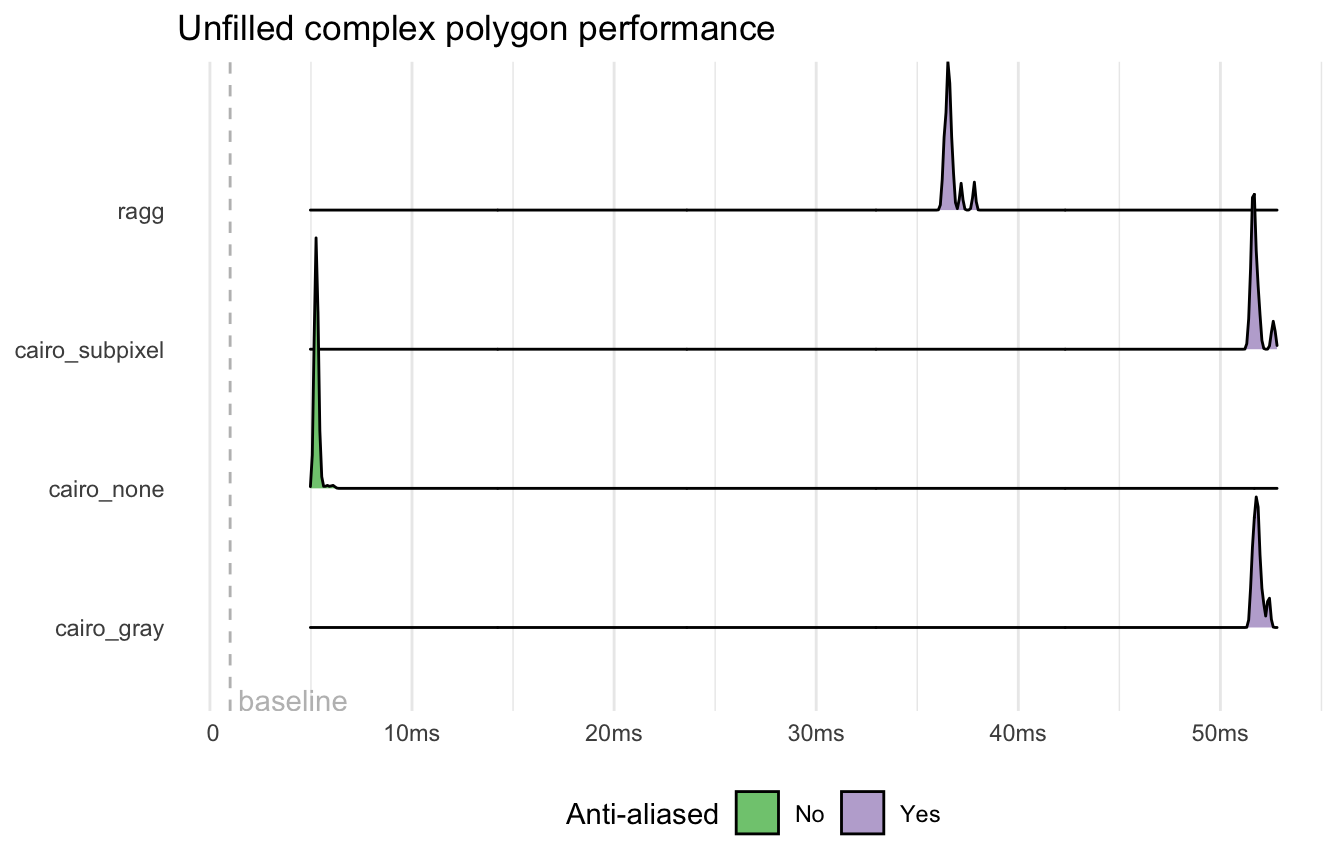 Unfilled complex polygon performance
ragg
cairo_subpixel
cairo_none
cairo_gray
baseline
0 10ms 20ms 30ms 40ms 50ms
Anti-aliased No Yes